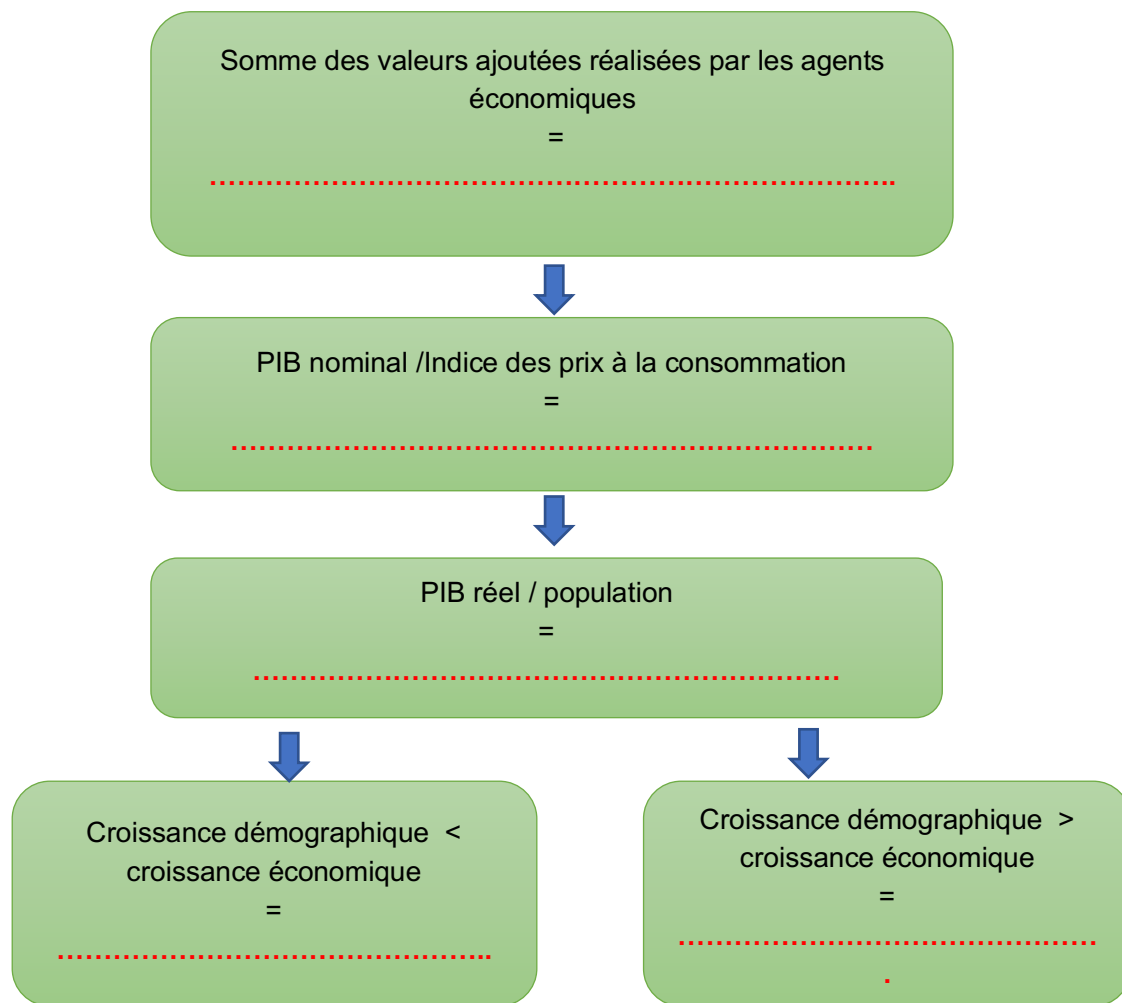 Somme des valeurs ajoutées réalisées par les agents
économiques
=
……………………………………………………………..
PIB nominal /Indice des prix à la consommation
=
…………………………………………………………
PIB réel / population
=
……………………………………………………
Croissance démographique <
croissance économique
=
……………………………………..
Croissance démographique >
croissance économique
=
……………………………………
.